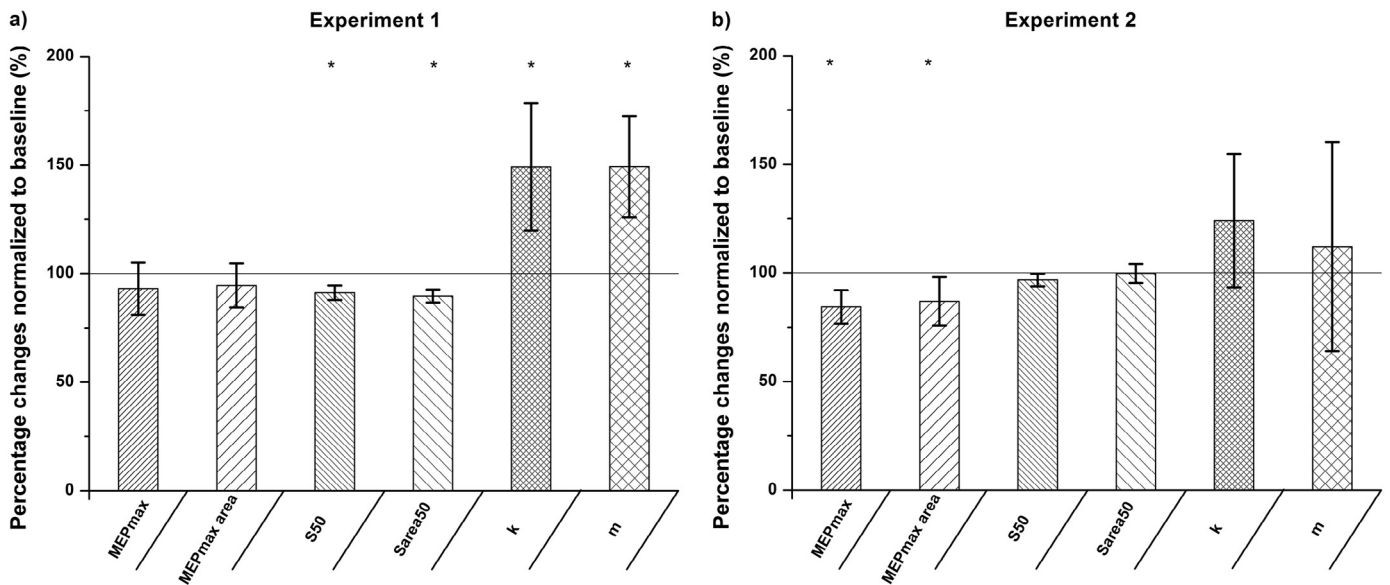 a)
Experiment 1
Percentage changes normalized to baseline (%)
200
150
100
50
0
* * * *
MEPmax
MEPmax area
S50
Sarea50
k
m
b)
Experiment 2
Percentage changes normalized to baseline (%)
200
150
100
50
0
* *
MEPmax
MEPmax area
S50
Sarea50
k
m